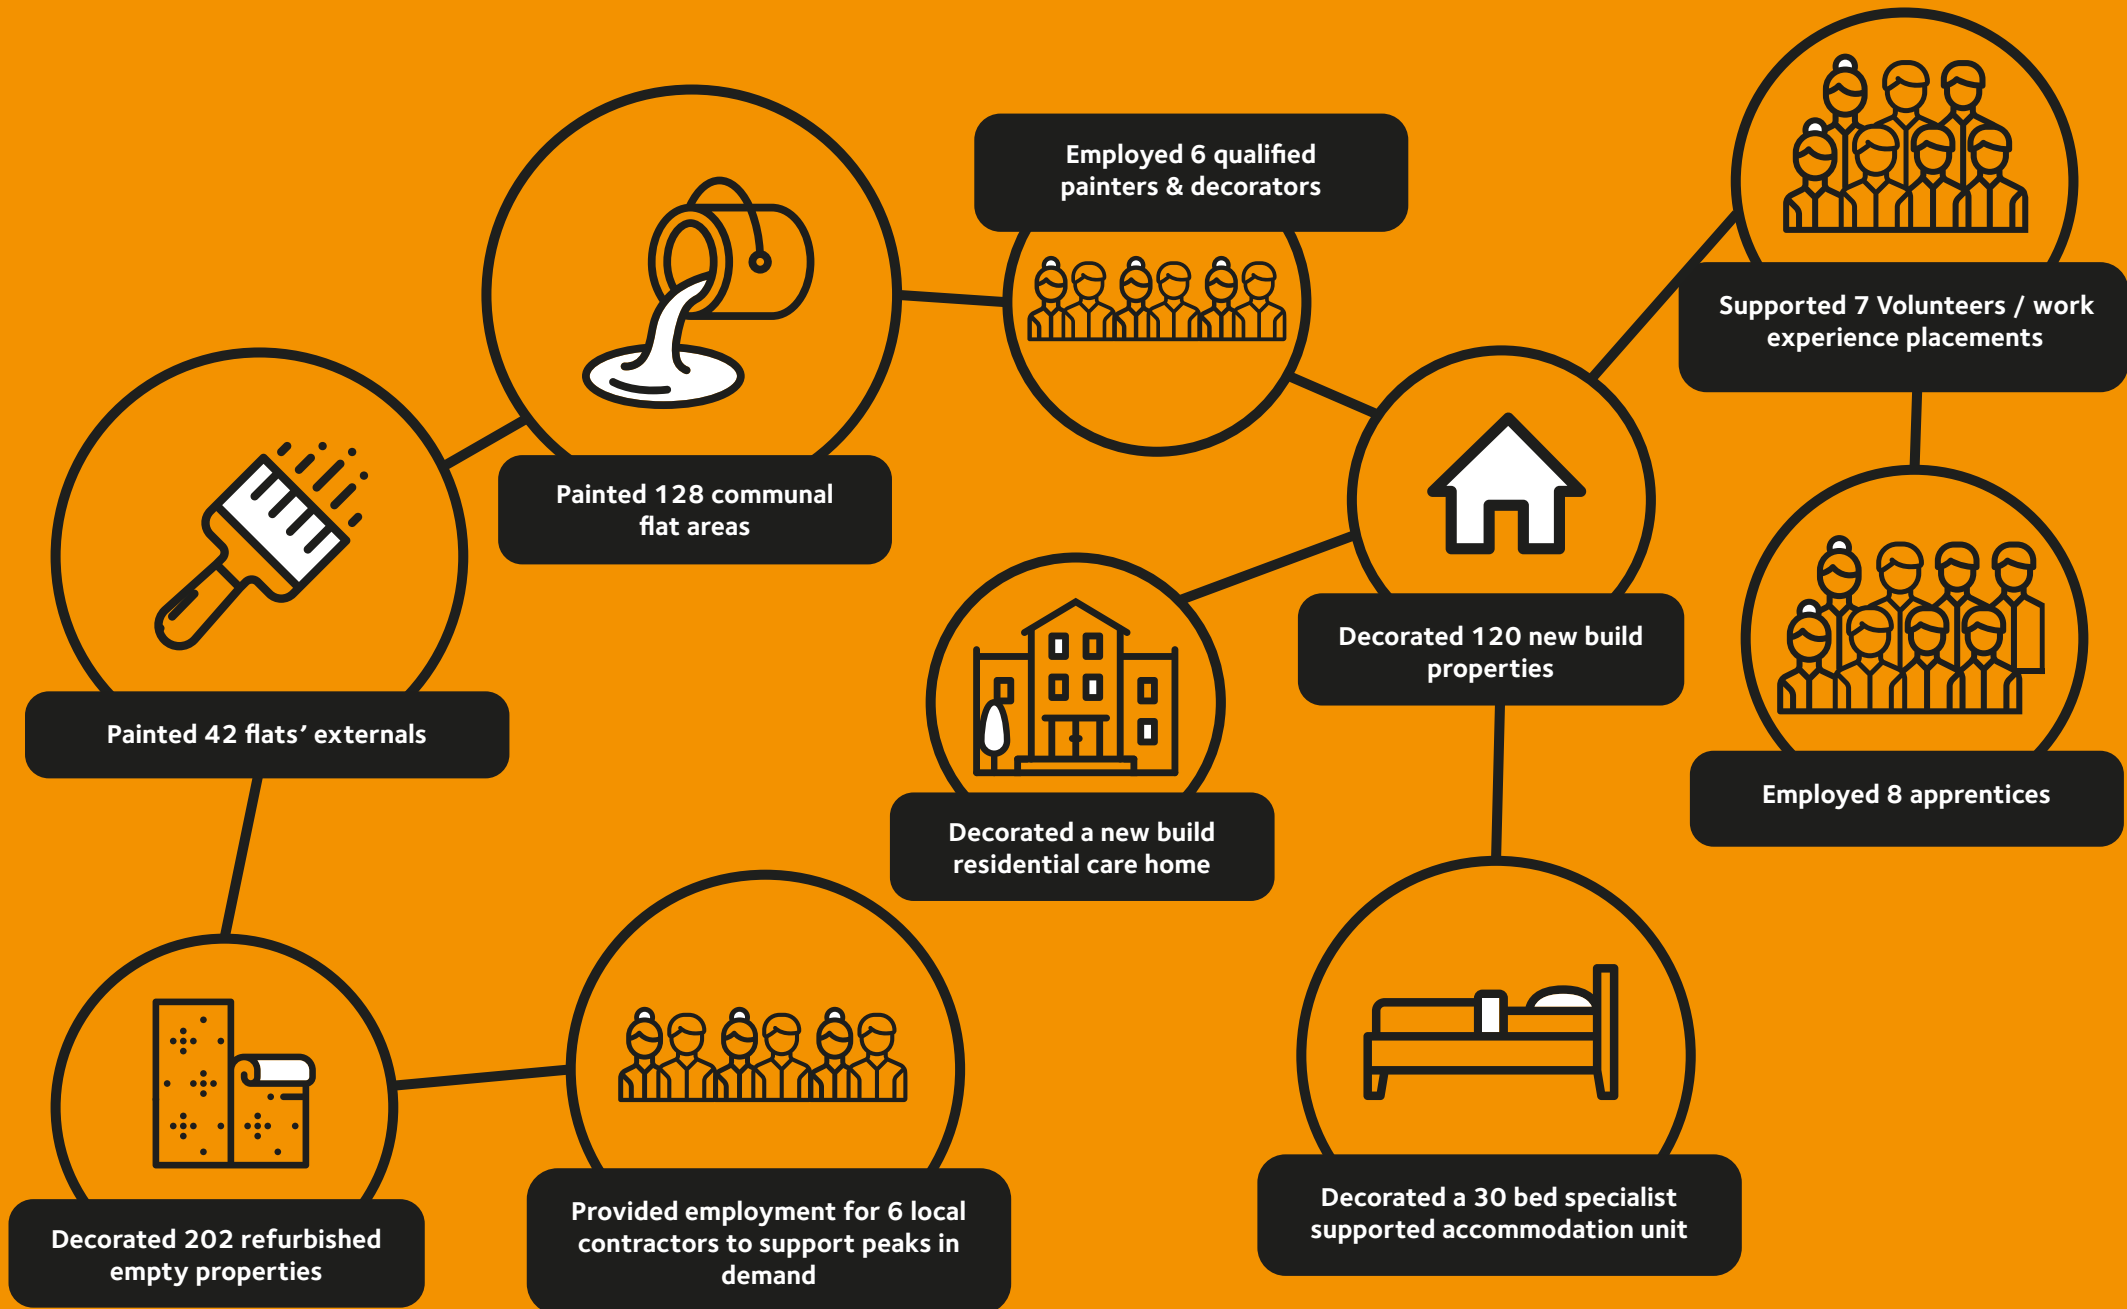 Employed 6 qualified
painters & decorators
Supported 7 Volunteers / work
experience placements
Painted 128 communal
flat areas
Decorated 120 new build
properties
Painted 42 flats’ externals
Employed 8 apprentices
Decorated a new build
residential care home
Decorated a 30 bed specialist
supported accommodation unit
Provided employment for 6 local
contractors to support peaks in
demand
Decorated 202 refurbished
empty properties